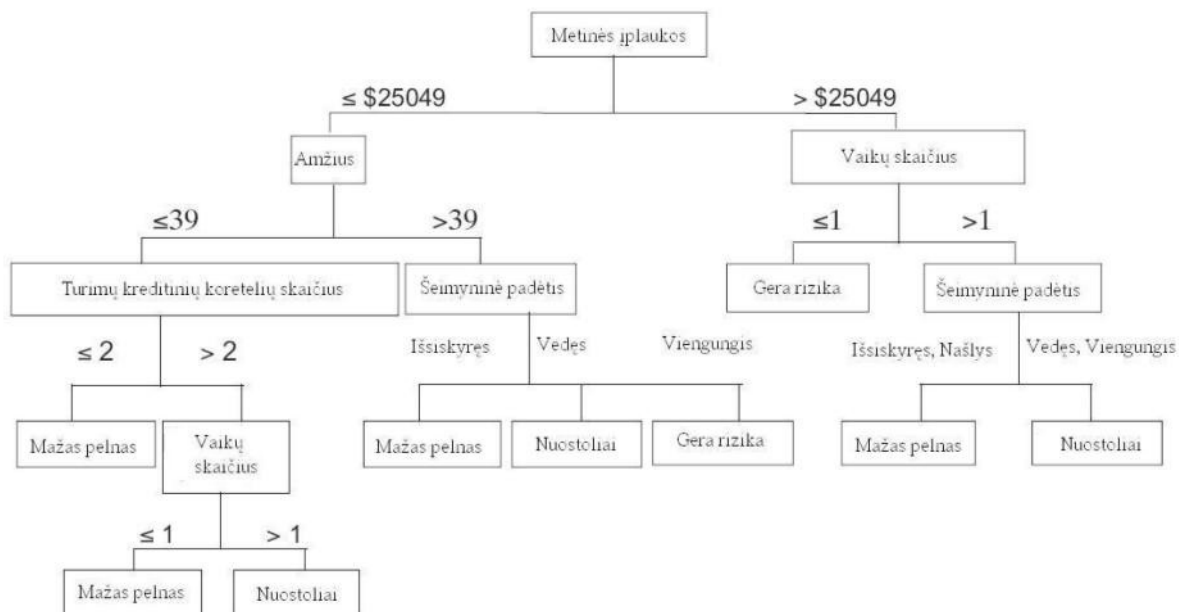 Metinės įplaukos
≤ $25049
> $25049
Amžius
Vaikų skaičius
≤39
>39
≤1
>1
Turimų kreditinių koretelių skaičius
Šeimyninė padėtis
Gera rizika
Šeimyninė padėtis
≤ 2
> 2
Išsiskyręs
Vedęs
Viengungis
Išsiskyręs, Našlys
Vedęs, Viengungis
Mažas pelnas
Vaikų
skaičius
Mažas pelnas
Nuostoliai
Gera rizika
Mažas pelnas
Nuostoliai
≤ 1
> 1
Mažas pelnas
Nuostoliai